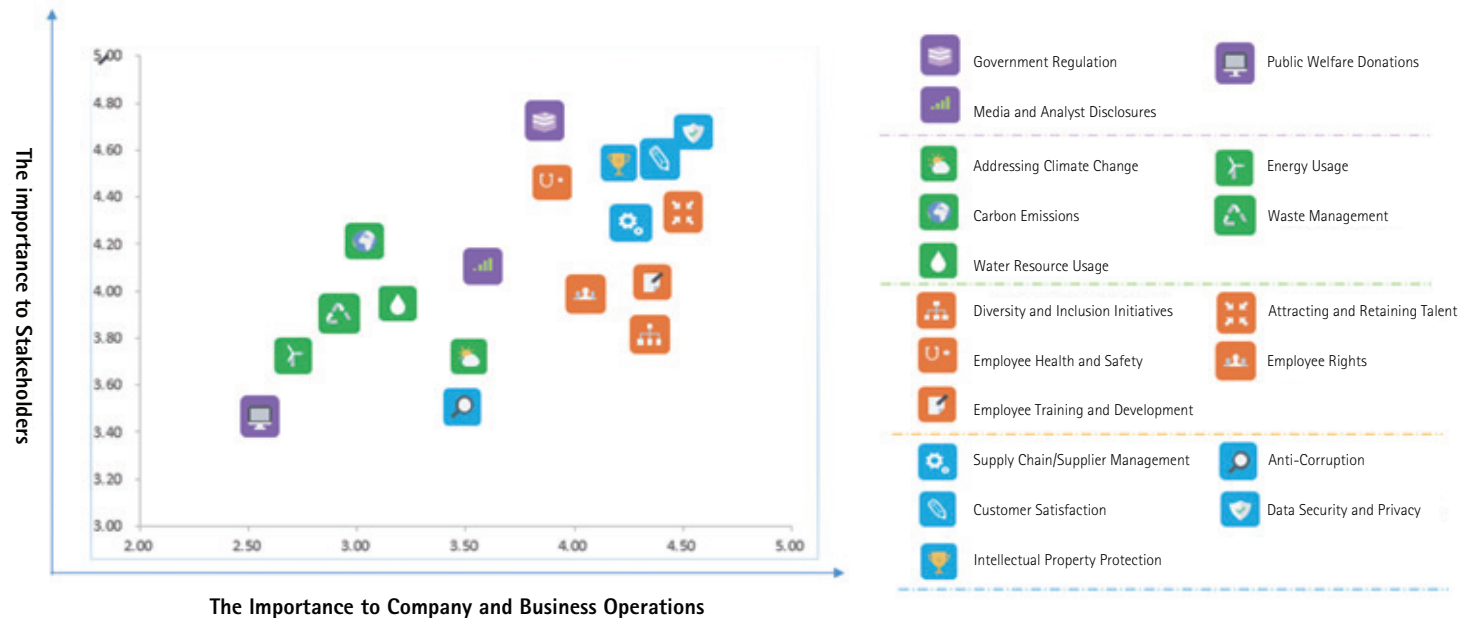 The importance to Stakeholders
5.00
4.80
4.60
4.40
4.20
4.00
3.80
3.60
3.40
3.20
3.00
2.00 2.50 3.00 3.50 4.00 4.50 5.00
The Importance to Company and Business Operations
Government Regulation Public Welfare Donations
Media and Analyst Disclosures
Addressing Climate Change Energy Usage
Carbon Emissions Waste Management
Water Resource Usage
Diversity and Inclusion Initiatives Attracting and Retaining Talent
Employee Health and Safety Employee Rights
Employee Training and Development
Supply Chain/Supplier Management Anti-Corruption
Customer Satisfaction Data Security and Privacy
Intellectual Property Protection